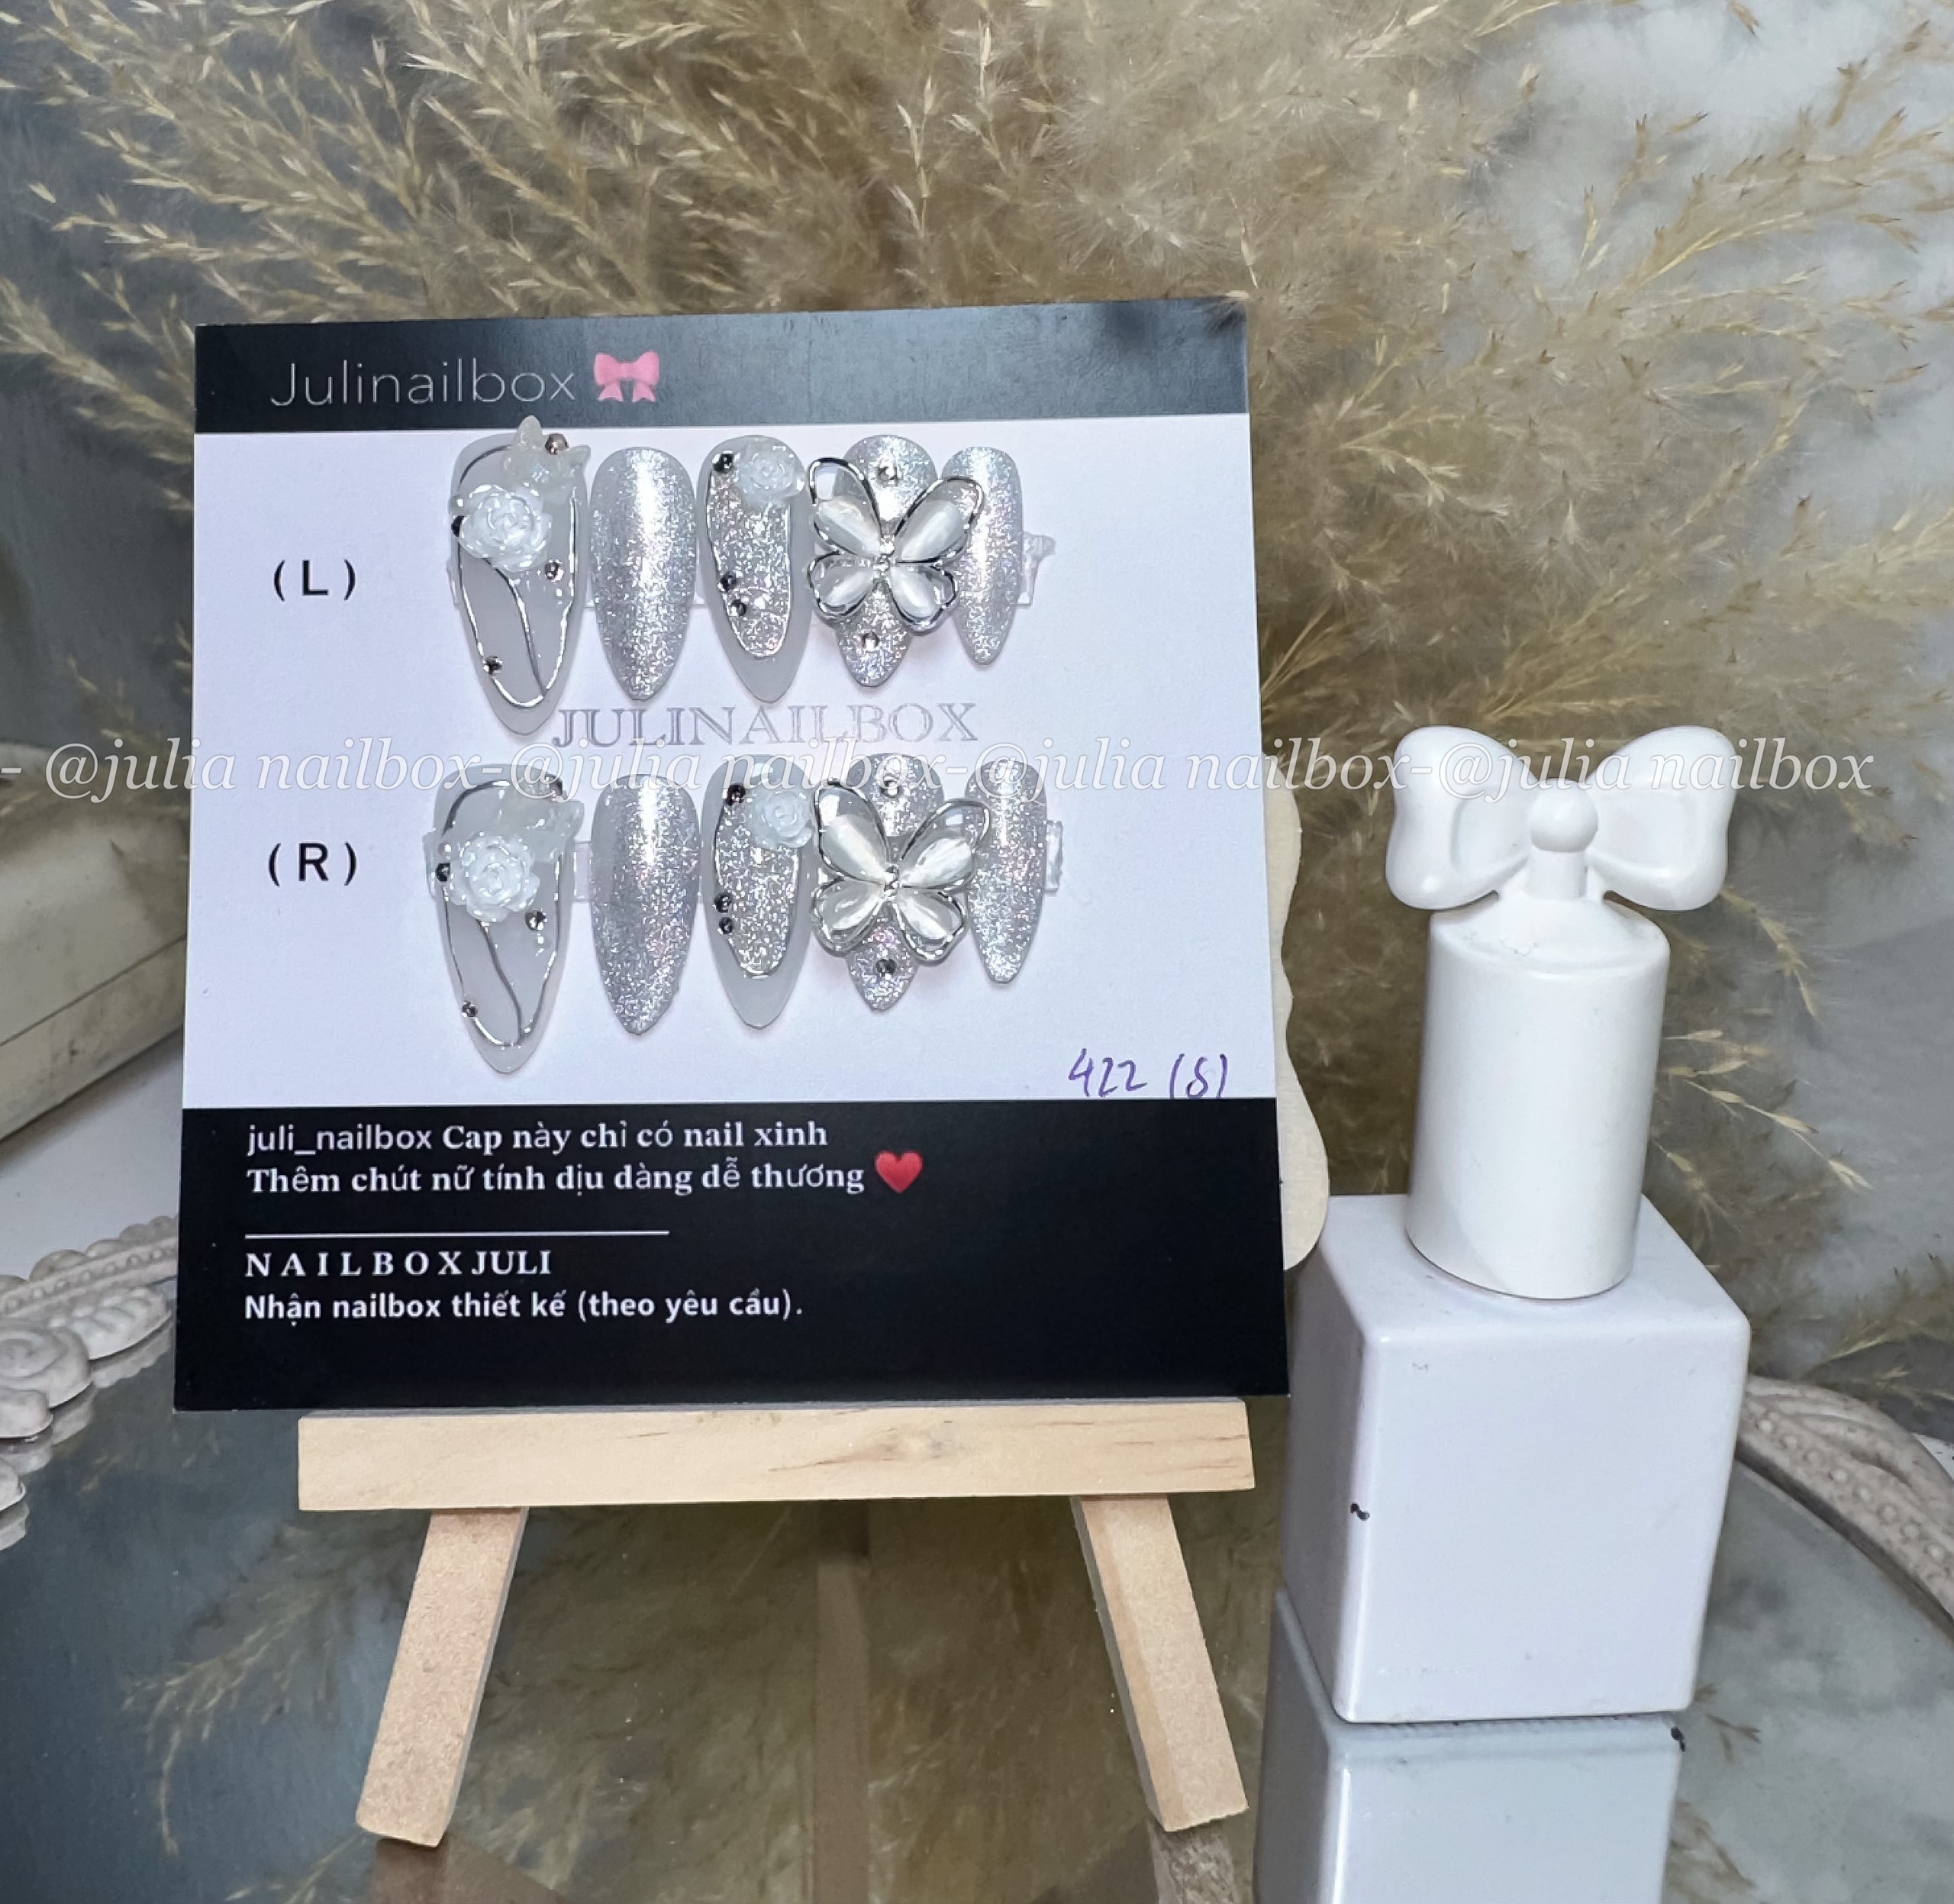 Julinailbox 🎀
(L)
JULINAILBOX
- @julia nailbox-@julia nailbox-@julia nailbox-@julia nailbox
(R)
422 (S)
juli_nailbox Cap này chỉ có nail xinh
Thêm chút nữ tính dịu dàng dễ thương ❤️
N A I L B O X JULI
Nhận nailbox thiết kế (theo yêu cầu).